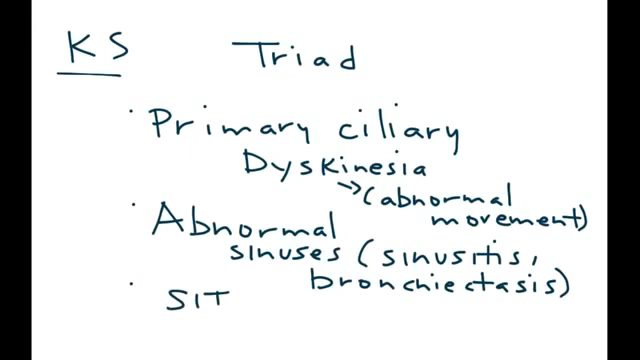 KS Triad
· Primary ciliary
Dyskinesia
→ (abnormal
movement)
· Abnormal
sinuses (sinusitis,
bronchiectasis)
· SIT